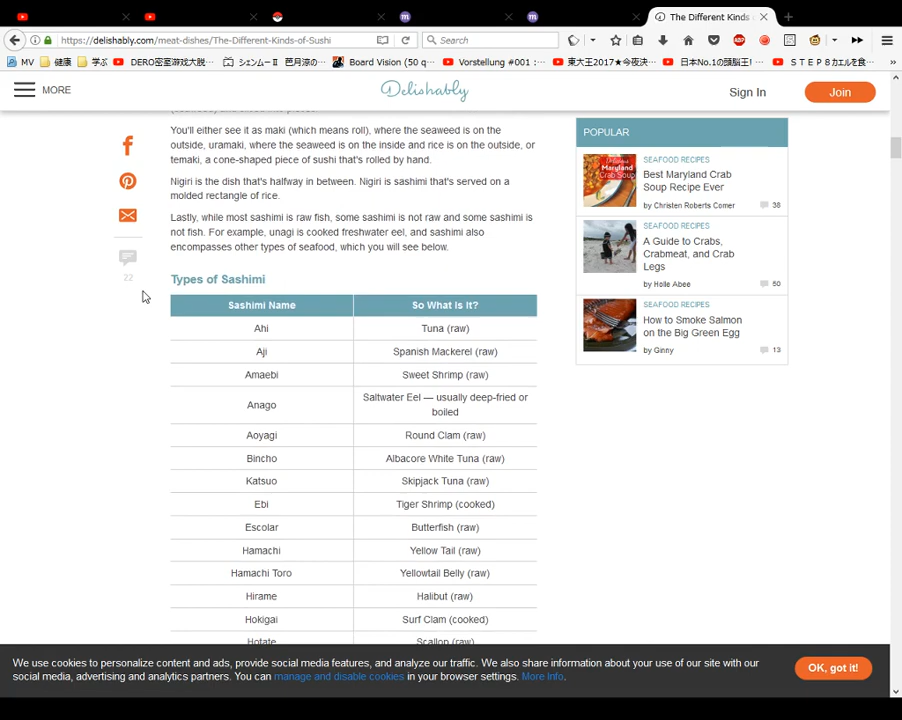 The Different Kinds
https://delishably.com/meat-dishes/The-Different-Kinds-of-Sushi
Search
MV
健康
学ぶ
DERO密室游戏大脱...
シェンムーⅡ 芭月涼の...
Board Vision (50 q...
Vorstellung #001 :...
東大王2017★今夜決...
日本No.1の頭脳王!...
ＳＴＥＰ８カエルを食...
MORE
Delishably
Sign In
Join
You'll either see it as maki (which means roll), where the seaweed is on the
outside, uramaki, where the seaweed is on the inside and rice is on the outside, or
temaki, a cone-shaped piece of sushi that's rolled by hand.
Nigiri is the dish that's halfway in between. Nigiri is sashimi that's served on a
molded rectangle of rice.
Lastly, while most sashimi is raw fish, some sashimi is not raw and some sashimi is
not fish. For example, unagi is cooked freshwater eel, and sashimi also
encompasses other types of seafood, which you will see below.
22
Types of Sashimi
Sashimi Name So What Is It?
Ahi Tuna (raw)
Aji Spanish Mackerel (raw)
Amaebi Sweet Shrimp (raw)
Anago Saltwater Eel — usually deep-fried or
boiled
Aoyagi Round Clam (raw)
Bincho Albacore White Tuna (raw)
Katsuo Skipjack Tuna (raw)
Ebi Tiger Shrimp (cooked)
Escolar Butterfish (raw)
Hamachi Yellow Tail (raw)
Hamachi Toro Yellowtail Belly (raw)
Hirame Halibut (raw)
Hokigai Surf Clam (cooked)
Hotate Scallop (raw)
POPULAR
SEAFOOD RECIPES
Best Maryland Crab
Soup Recipe Ever
by Christen Roberts Comer 38
SEAFOOD RECIPES
A Guide to Crabs,
Crabmeat, and Crab
Legs
by Holle Abee 50
SEAFOOD RECIPES
How to Smoke Salmon
on the Big Green Egg
by Ginny 13
We use cookies to personalize content and ads, provide social media features, and analyze our traffic. We also share information about your use of our site with our
social media, advertising and analytics partners. You can manage and disable cookies in your browser settings. More Info.
OK, got it!